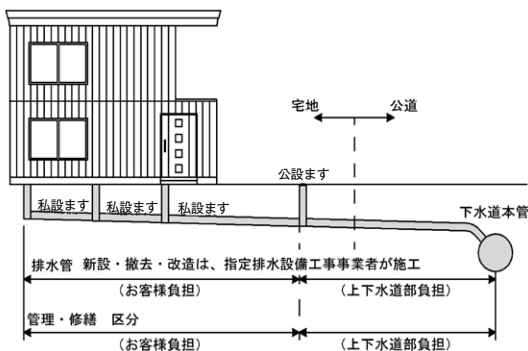 宅地 公道
公設ます
私設ます 私設ます 私設ます
下水道本管
排水管 新設・撤去・改造は、指定排水設備工事事業者が施工
(お客様負担) (上下水道部負担)
管理・修繕 区分
(お客様負担) (上下水道部負担)